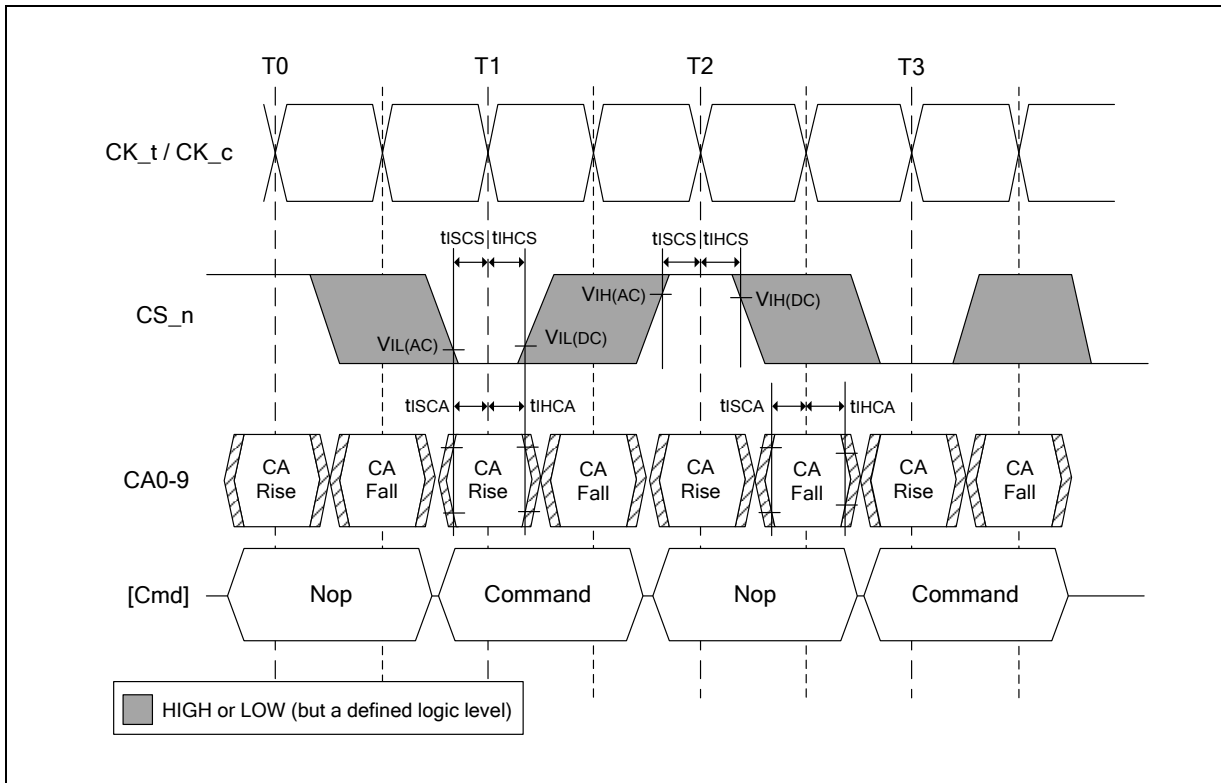 T0 T1 T2 T3
CK_t / CK_c
tISCS tIHCS tISCS tIHCS
CS_n
VIL(AC) VIL(DC) VIH(AC) VIH(DC)
tISCA tIHCA tISCA tIHCA
CA0-9
CA Rise
CA Fall
CA Rise
CA Fall
CA Rise
CA Fall
CA Rise
CA Fall
[Cmd] Nop Command Nop Command
HIGH or LOW (but a defined logic level)